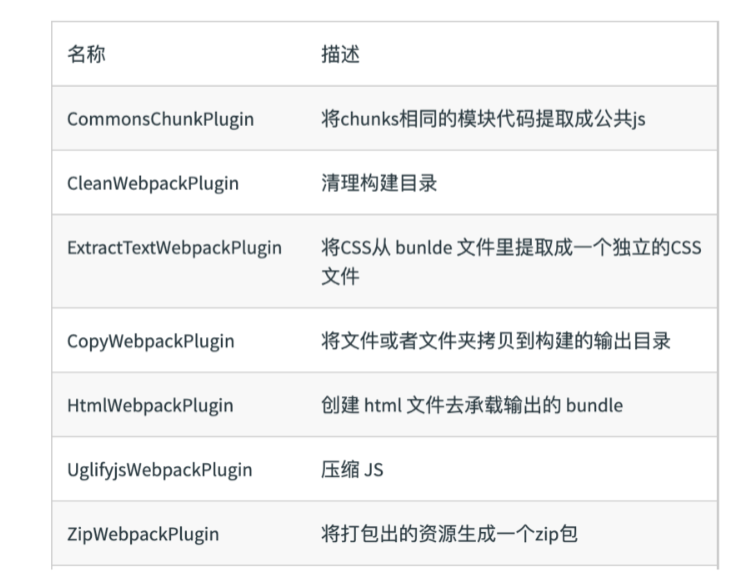 名称 描述
CommonsChunkPlugin 将chunks相同的模块代码提取成公共js
CleanWebpackPlugin 清理构建目录
ExtractTextWebpackPlugin 将CSS从 bunlde 文件里提取成一个独立的CSS
文件
CopyWebpackPlugin 将文件或者文件夹拷贝到构建的输出目录
HtmlWebpackPlugin 创建 html 文件去承载输出的 bundle
UglifyjsWebpackPlugin 压缩 JS
ZipWebpackPlugin 将打包出的资源生成一个zip包